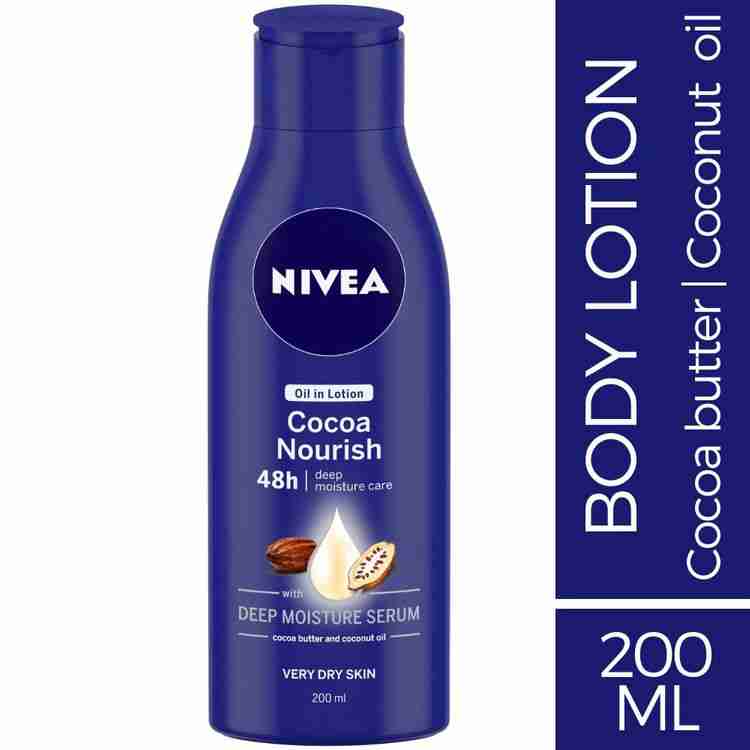 NIVEA
Oil in Lotion
Cocoa
Nourish
48h | deep
moisture care
with
DEEP MOISTURE SERUM
cocoa butter and coconut oil
VERY DRY SKIN
200 ml
BODY LOTION
Cocoa butter | Coconut oil
200
ML